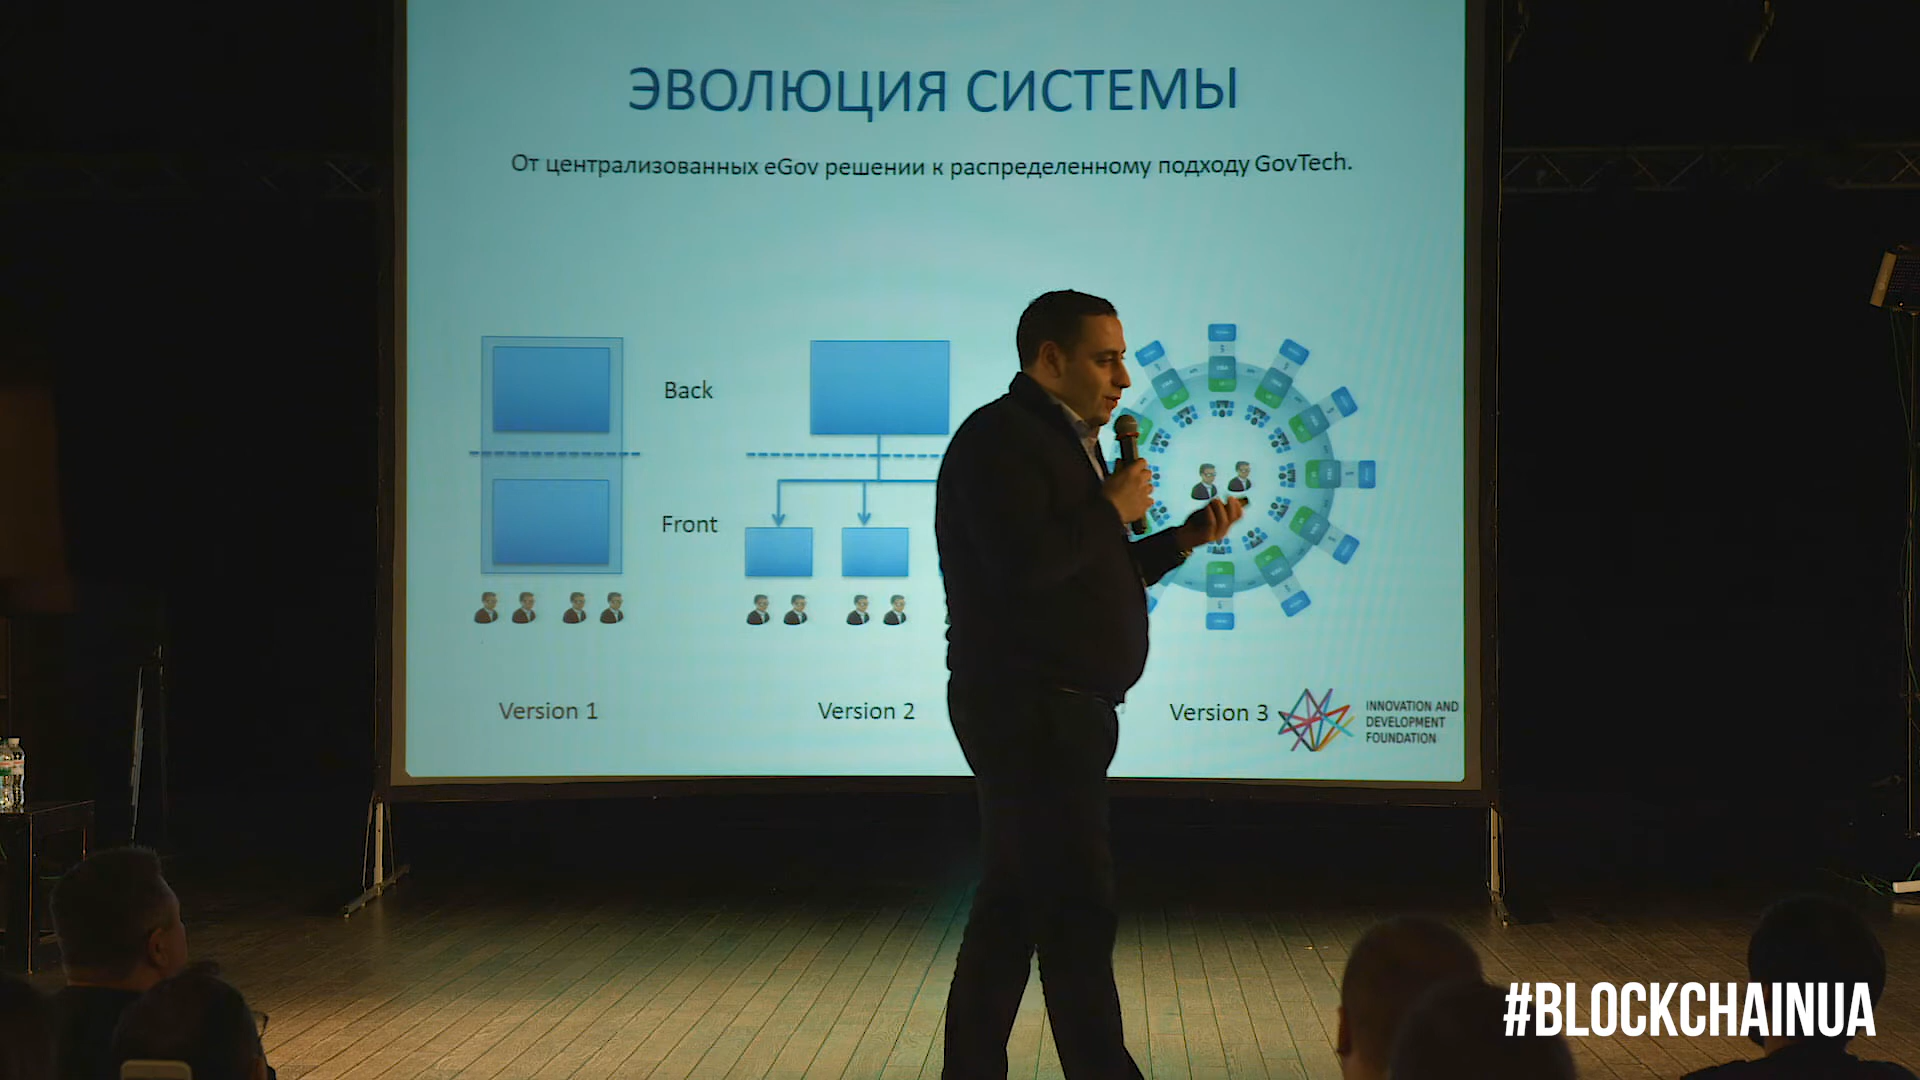 ЭВОЛЮЦИЯ СИСТЕМЫ
От централизованных eGov решении к распределенному подходу GovTech.
Back
Front
Version 1
Version 2
Version 3
INNOVATION AND
DEVELOPMENT
FOUNDATION
#BLOCKCHAINUA